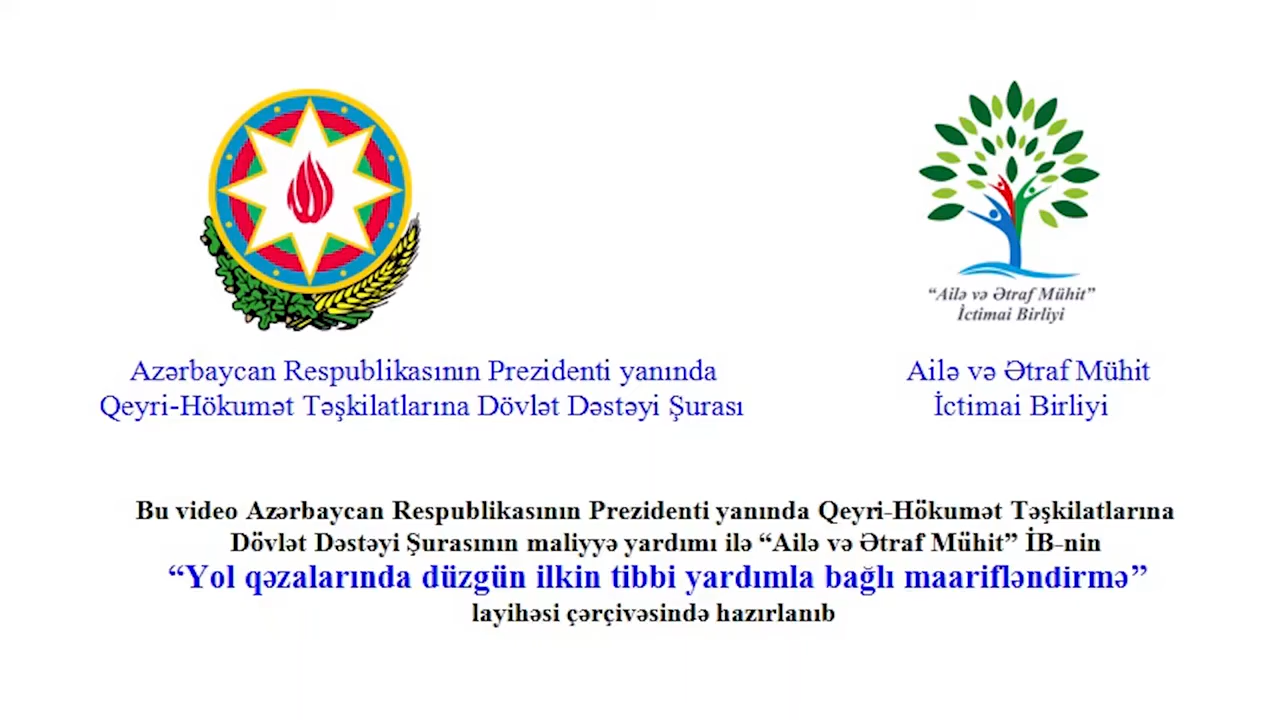 “Ailə və Ətraf Mühit”
İctimai Birliyi
Azərbaycan Respublikasının Prezidenti yanında
Qeyri-Hökumət Təşkilatlarına Dövlət Dəstəyi Şurası
Ailə və Ətraf Mühit
İctimai Birliyi
Bu video Azərbaycan Respublikasının Prezidenti yanında Qeyri-Hökumət Təşkilatlarına
Dövlət Dəstəyi Şurasının maliyyə yardımı ilə “Ailə və Ətraf Mühit” İB-nin
“Yol qəzalarında düzgün ilkin tibbi yardımla bağlı maarifləndirmə”
layihəsi çərçivəsində hazırlanıb